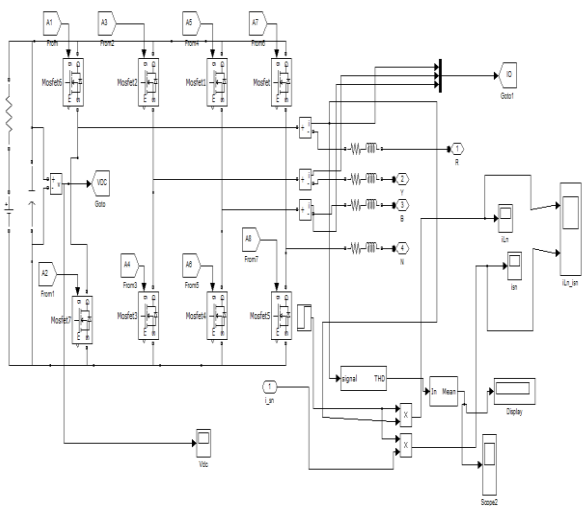 A1
A3
A5
A7
From
From2
From4
From6
Mosfet6
Mosfet2
Mosfet1
Mosfet
IO
Goto1
VDC
Goto
1
R
2
Y
3
B
4
N
A2
From1
A4
From3
A6
From5
A8
From7
Mosfet7
Mosfet3
Mosfet4
Mosfet5
iLn
isn
iLn_isn
signal THD
In Mean
Display
1
i_sn
X
X
Vdc
Scope2